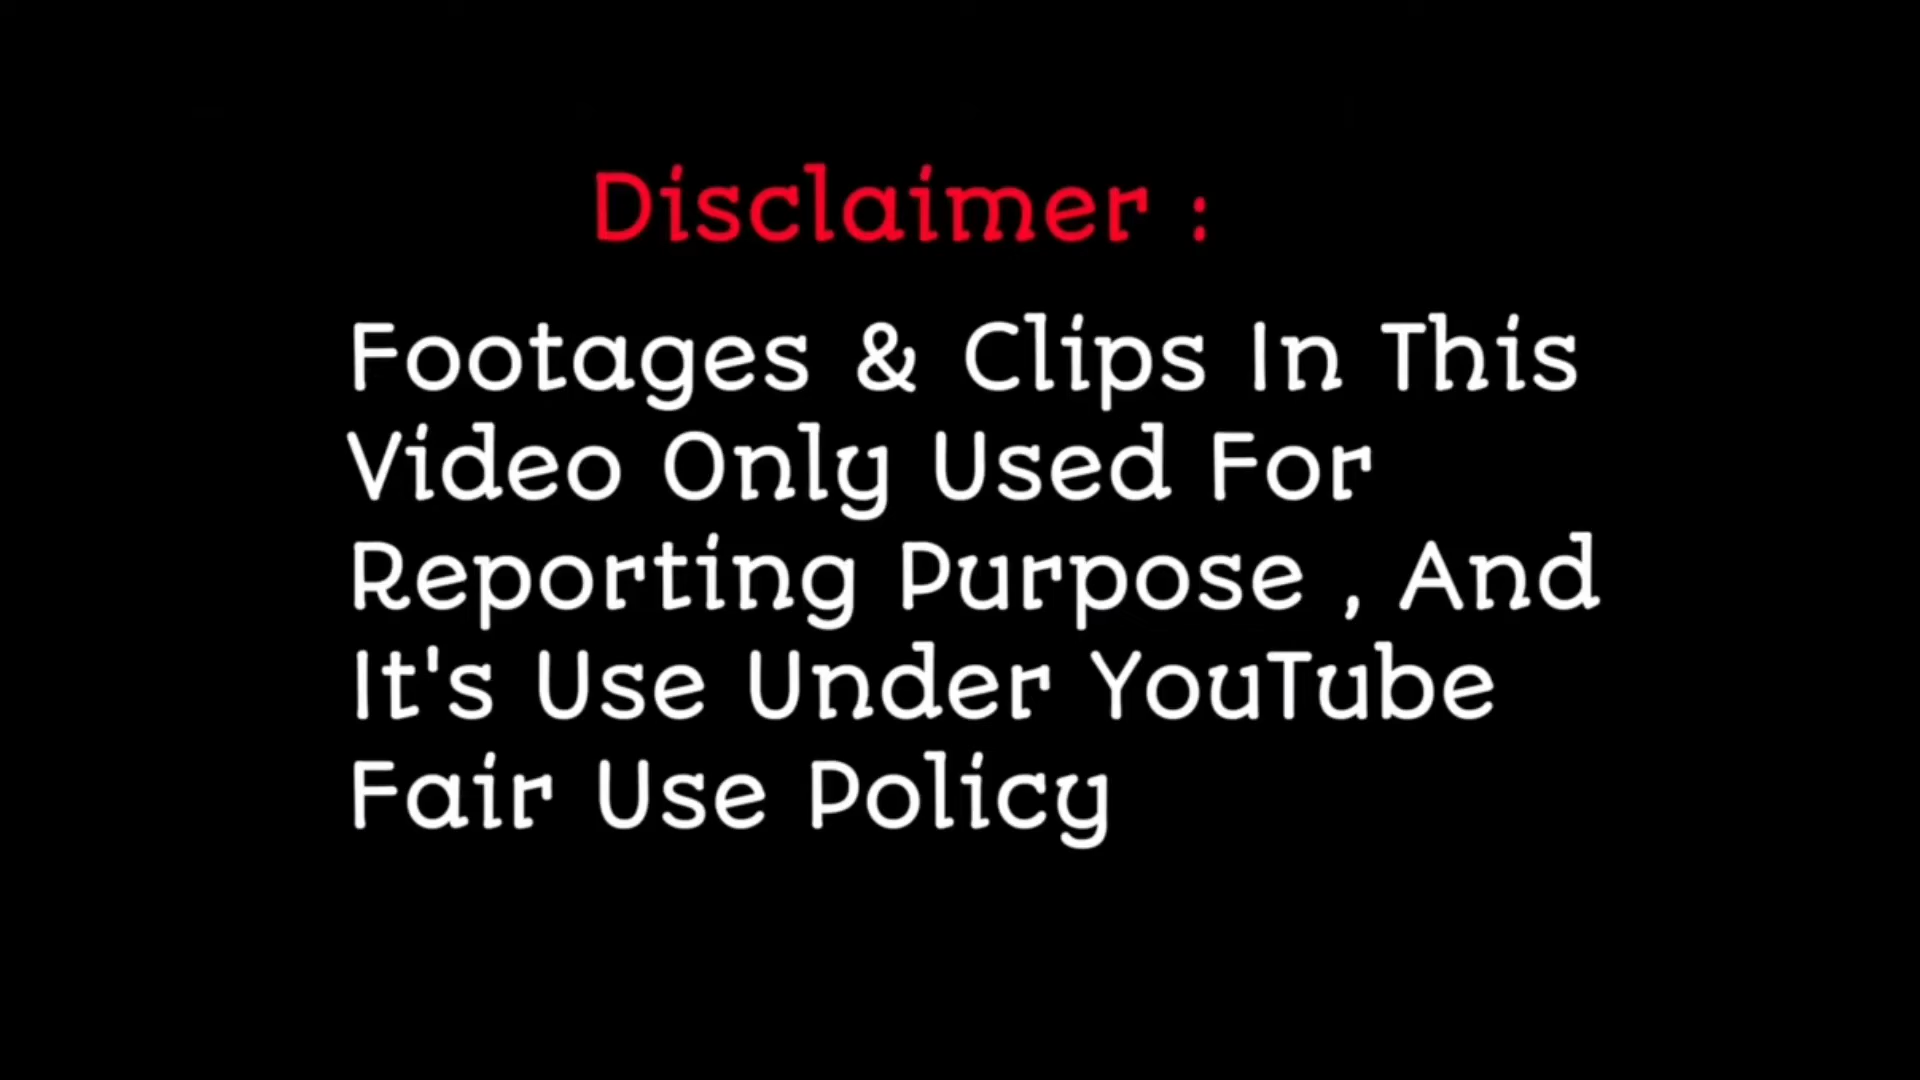 Disclaimer :
Footages & Clips In This
Video Only Used For
Reporting Purpose , And
It's Use Under YouTube
Fair Use Policy